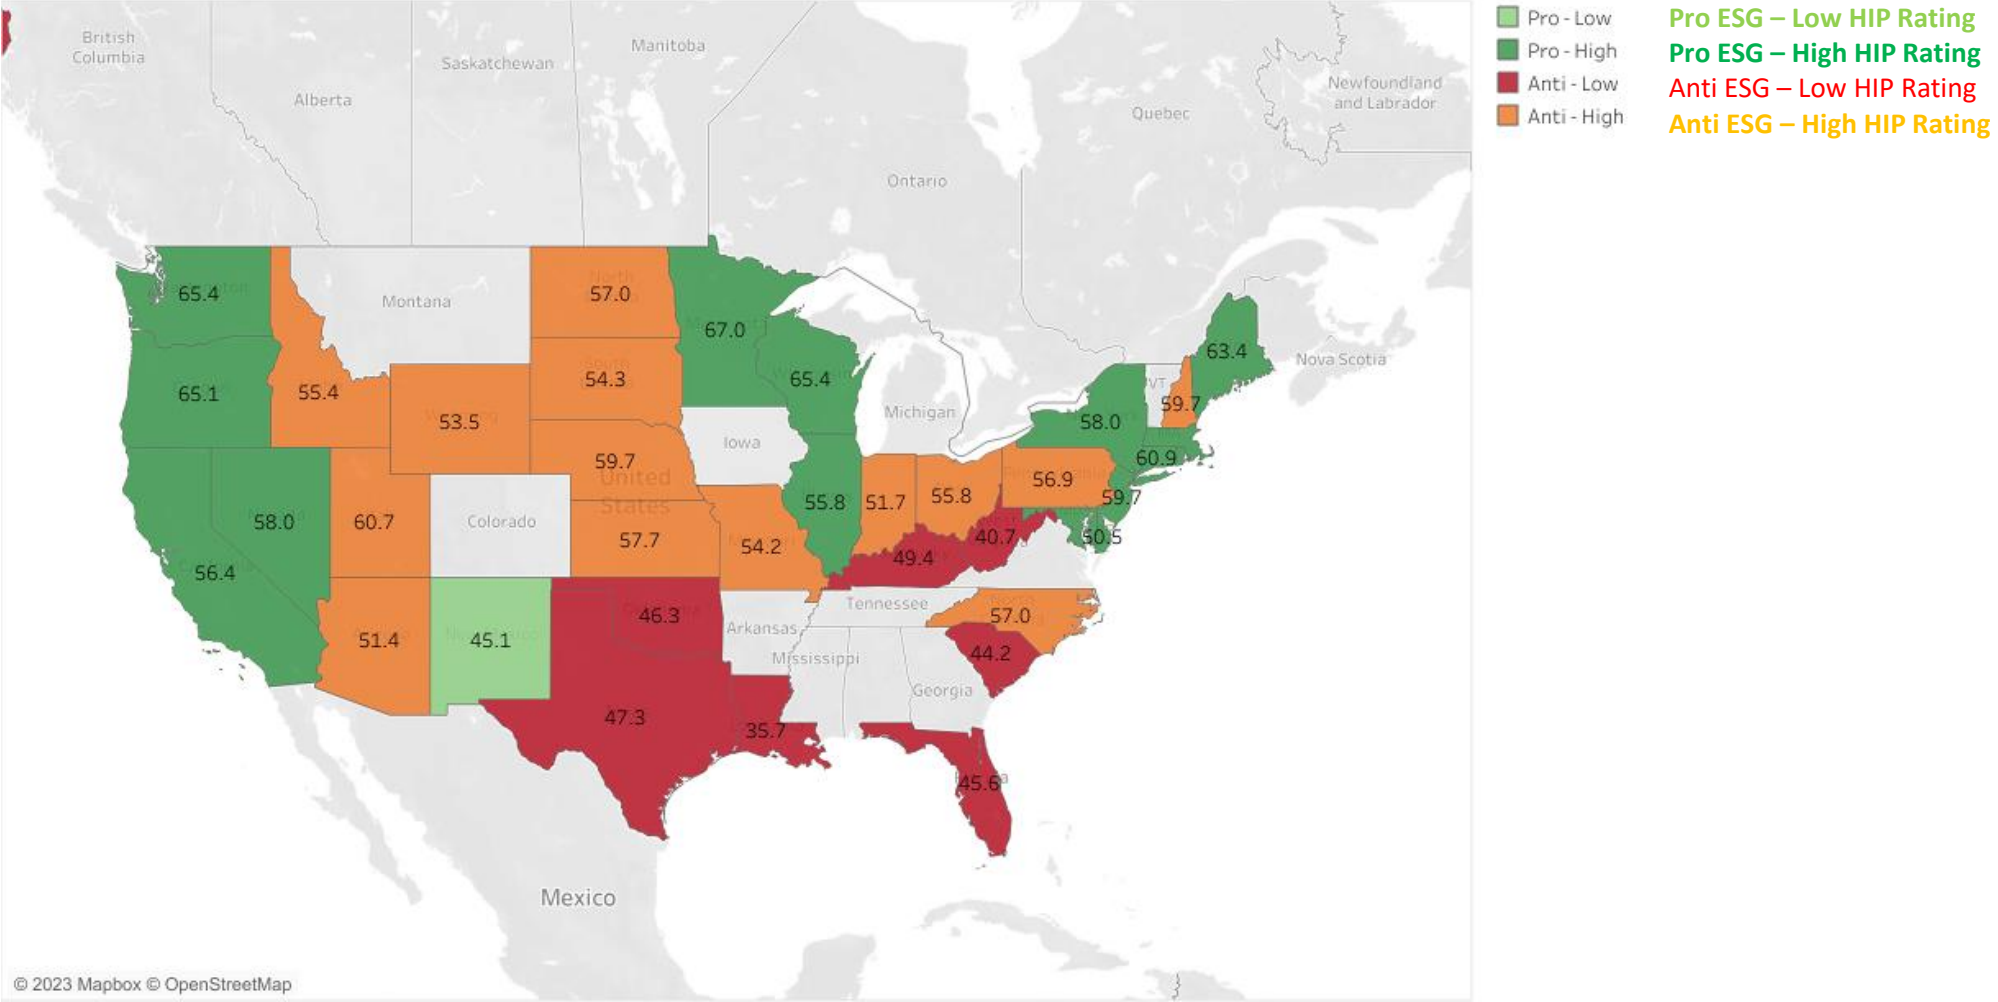 Pro - Low
Pro - High
Anti - Low
Anti - High
Pro ESG – Low HIP Rating
Pro ESG – High HIP Rating
Anti ESG – Low HIP Rating
Anti ESG – High HIP Rating
British
Columbia
Alberta
Saskatchewan
Manitoba
Ontario
Quebec
Newfoundland
and Labrador
Nova Scotia
65.4
Montana
North
57.0
67.0
63.4
65.1
55.4
53.5
South
54.3
65.4
Michigan
VT
59.7
58.0
Iowa
59.7
United
States
60.9
56.9
59.7
55.8
51.7
55.8
58.0
60.7
Colorado
57.7
54.2
40.7
49.4
56.4
46.3
Tennessee
North
57.0
51.4
45.1
Arkansas
Mississippi
44.2
Georgia
47.3
35.7
45.6
Mexico
© 2023 Mapbox © OpenStreetMap